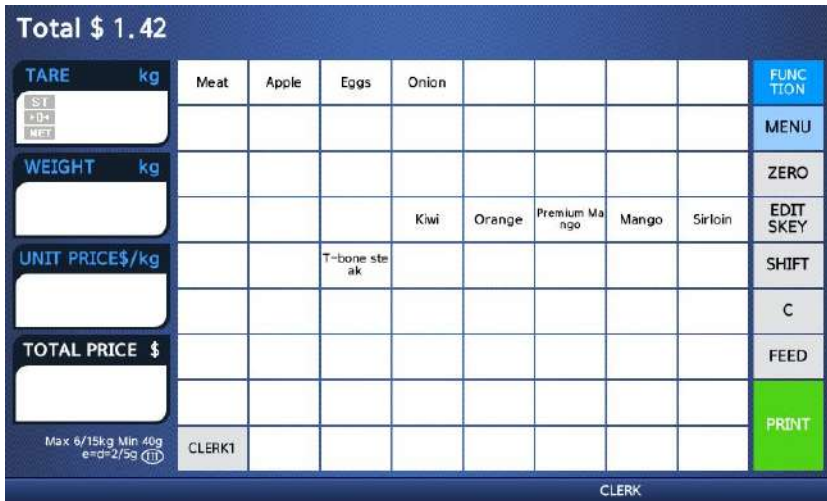 Total $ 1.42
TARE kg
ST
▸0◂
NET
WEIGHT kg
UNIT PRICE$/kg
TOTAL PRICE $
Max 6/15kg Min 40g
e=d=2/5g III
Meat Apple Eggs Onion
Kiwi Orange Premium Ma
ngo Mango Sirloin
T-bone ste
ak
CLERK1
FUNC
TION
MENU
ZERO
EDIT
SKEY
SHIFT
C
FEED
PRINT
CLERK